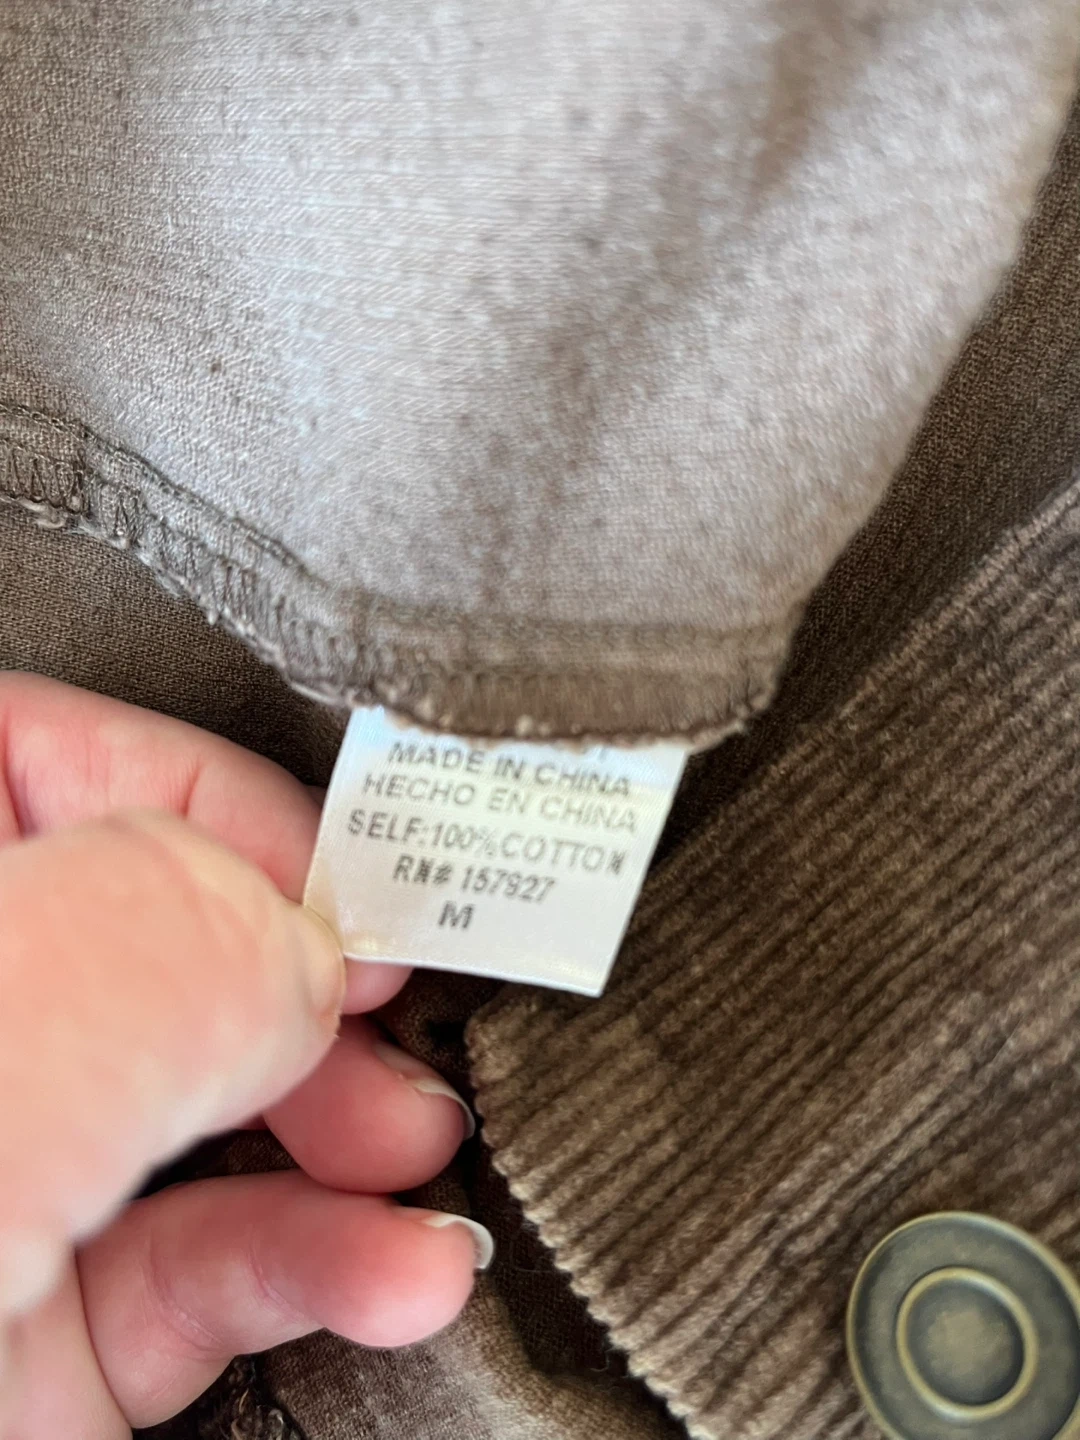 MADE IN CHINA
HECHO EN CHINA
SELF:100%COTTON
RN# 157927
M